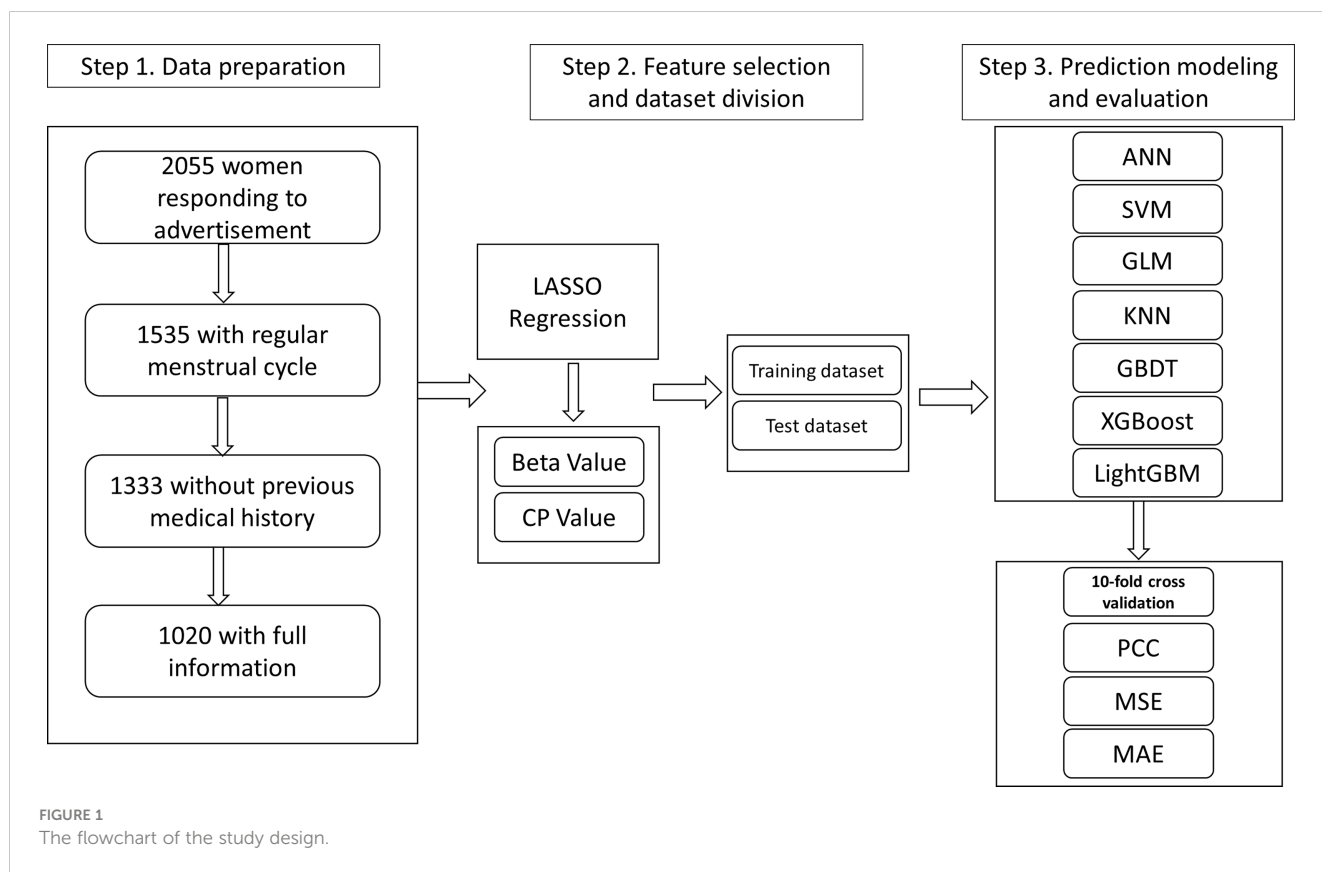 Step 1. Data preparation
2055 women
responding to
advertisement
1535 with regular
menstrual cycle
1333 without previous
medical history
1020 with full
information
Step 2. Feature selection
and dataset division
LASSO
Regression
Beta Value
CP Value
Training dataset
Test dataset
Step 3. Prediction modeling
and evaluation
ANN
SVM
GLM
KNN
GBDT
XGBoost
LightGBM
10-fold cross
validation
PCC
MSE
MAE
FIGURE 1
The flowchart of the study design.